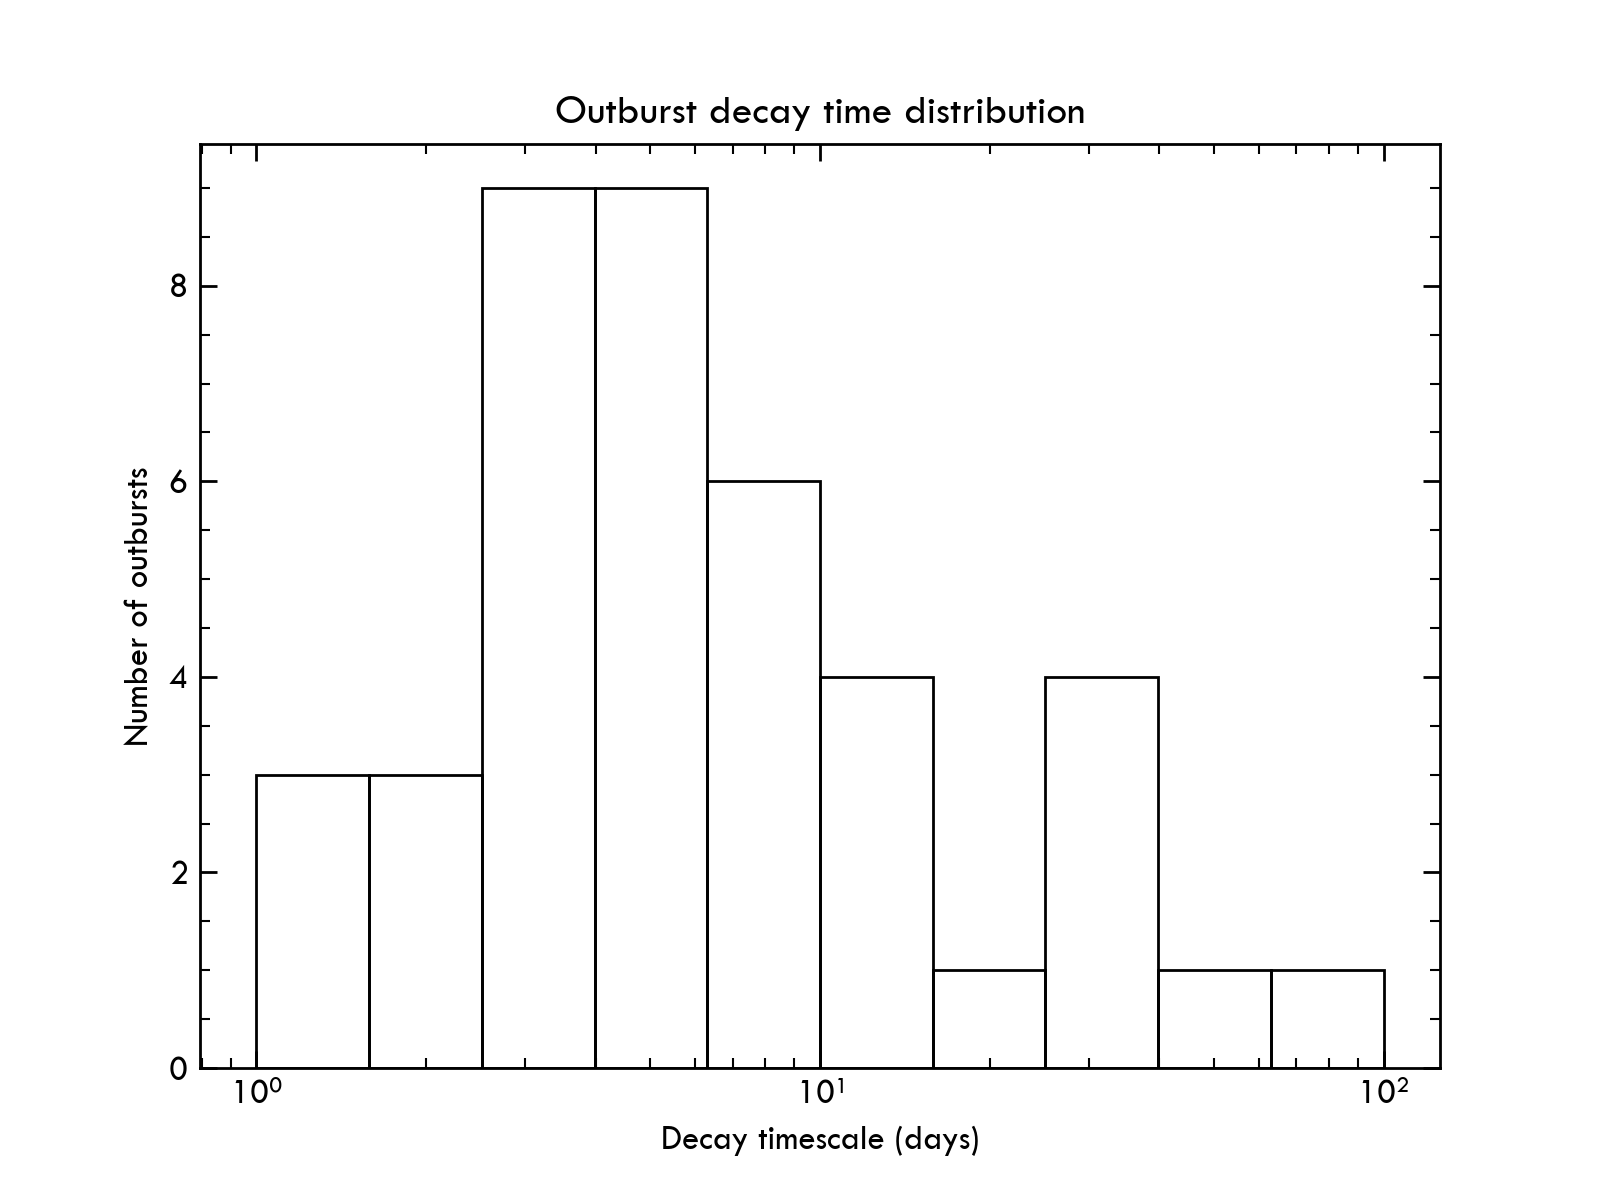 Outburst decay time distribution
Number of outbursts
8
6
4
2
0
10⁰ 10¹ 10²
Decay timescale (days)